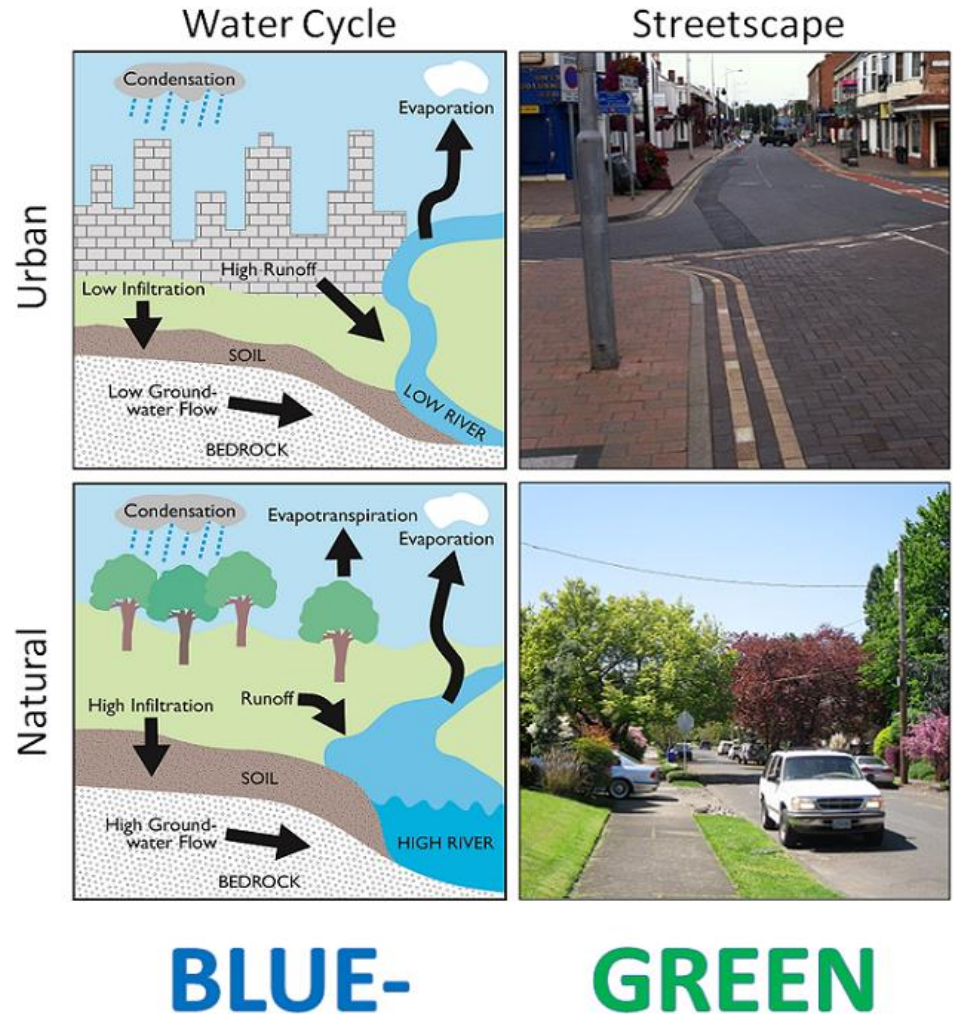 Water Cycle
Streetscape
Urban
Condensation
Evaporation
High Runoff
Low Infiltration
SOIL
Low Ground-
water Flow
LOW RIVER
BEDROCK
Natural
Condensation
Evapotranspiration
Evaporation
High Infiltration
Runoff
SOIL
High Ground-
water Flow
HIGH RIVER
BEDROCK
BLUE-
GREEN